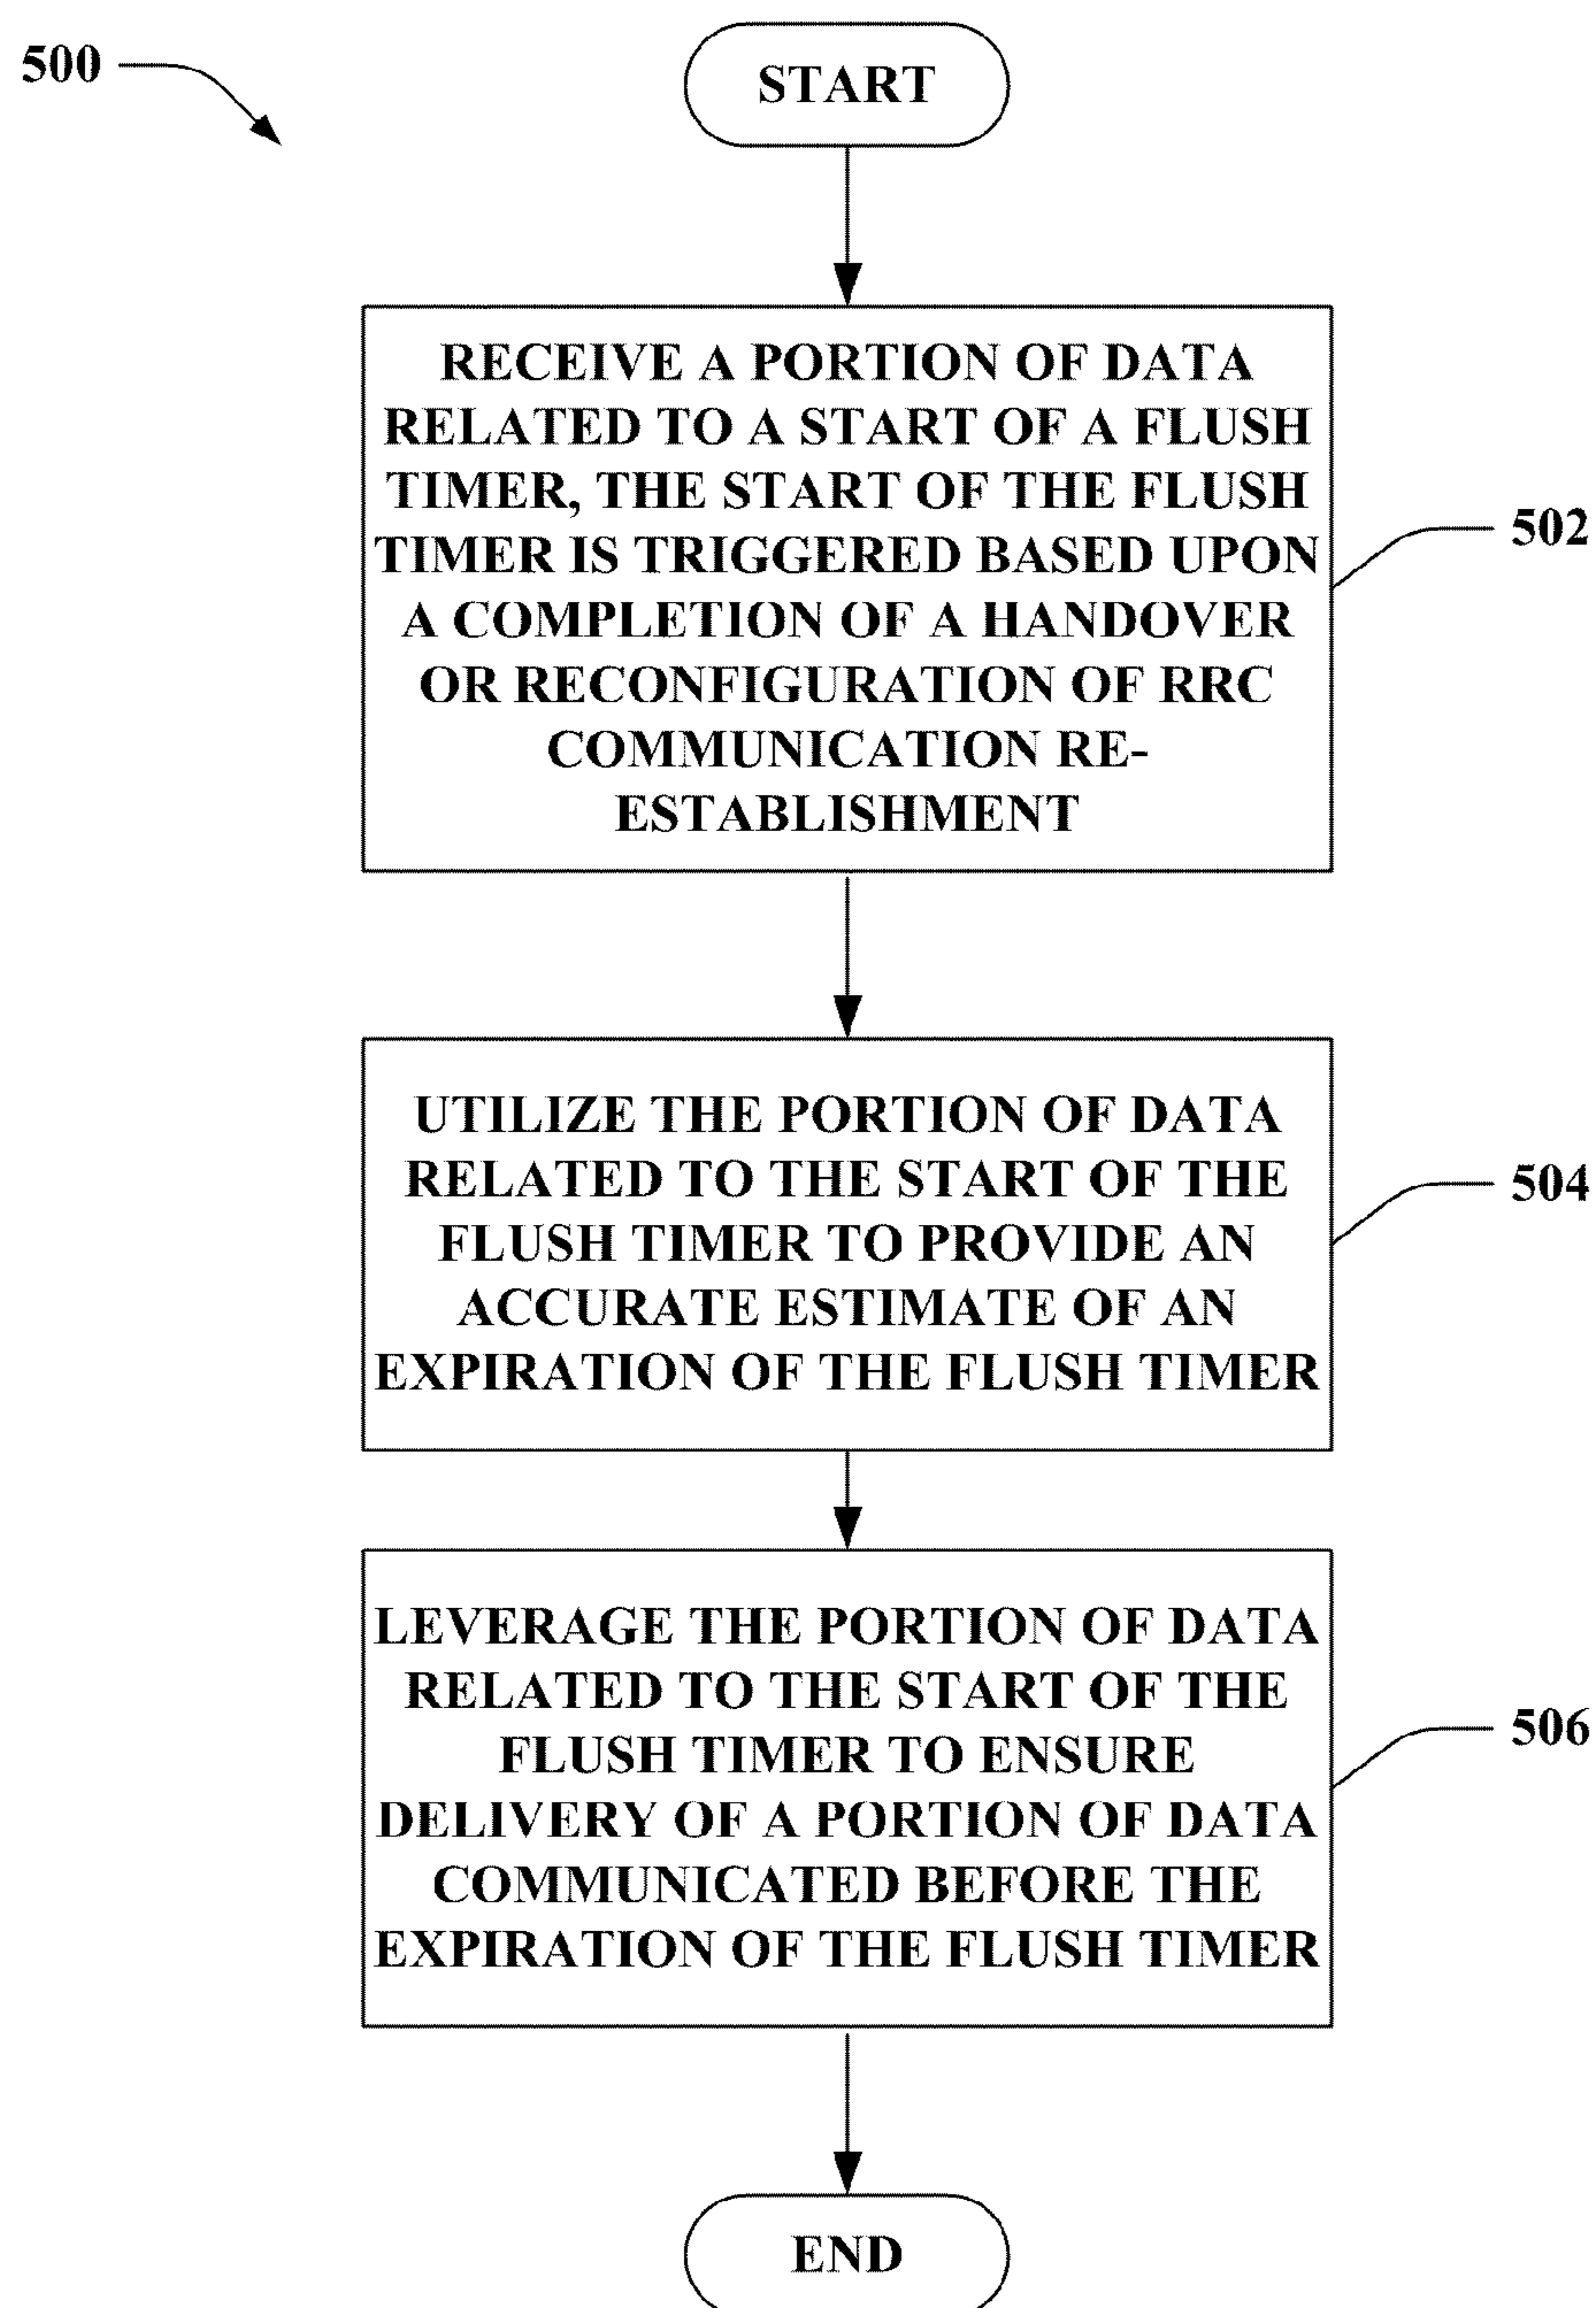 500
START
RECEIVE A PORTION OF DATA
RELATED TO A START OF A FLUSH
TIMER, THE START OF THE FLUSH
TIMER IS TRIGGERED BASED UPON
A COMPLETION OF A HANDOVER
OR RECONFIGURATION OF RRC
COMMUNICATION RE-
ESTABLISHMENT
502
UTILIZE THE PORTION OF DATA
RELATED TO THE START OF THE
FLUSH TIMER TO PROVIDE AN
ACCURATE ESTIMATE OF AN
EXPIRATION OF THE FLUSH TIMER
504
LEVERAGE THE PORTION OF DATA
RELATED TO THE START OF THE
FLUSH TIMER TO ENSURE
DELIVERY OF A PORTION OF DATA
COMMUNICATED BEFORE THE
EXPIRATION OF THE FLUSH TIMER
506
END